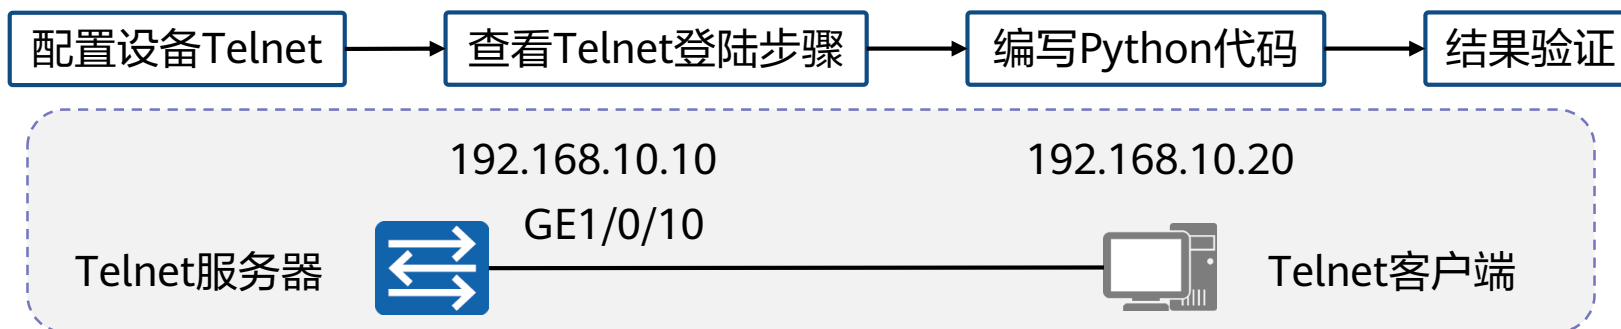 配置设备Telnet
查看Telnet登陆步骤
编写Python代码
结果验证
192.168.10.10
192.168.10.20
GE1/0/10
Telnet服务器
Telnet客户端